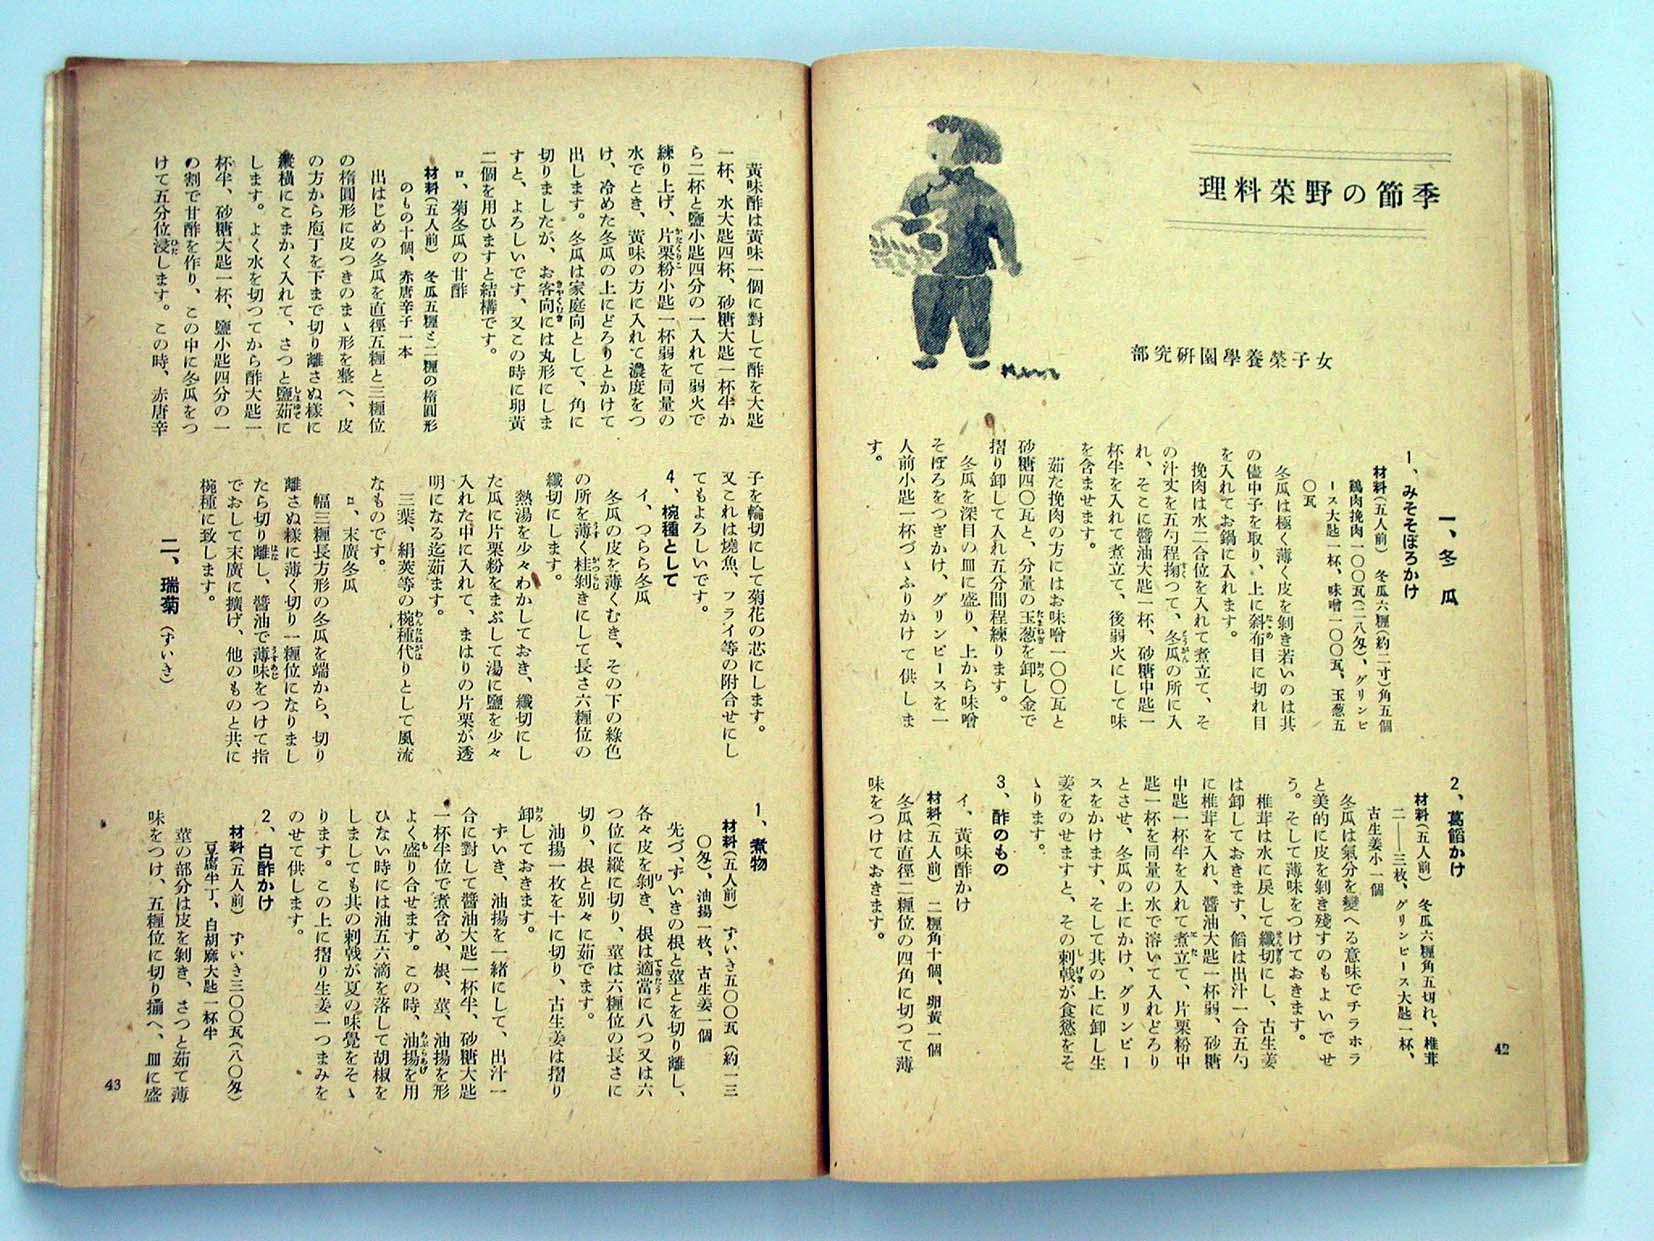 季節の野菜料理
女子榮養學園硏究部
一、冬瓜
1、みそそぼろかけ
材料（五人前）　冬瓜六糎（約二寸）角五個
鷄肉挽肉一〇〇瓦（二八匁）、グリンピ
ース大匙一杯、味噌一〇〇瓦、玉葱五
〇瓦
冬瓜は極く薄く皮を剝き若いのは其
の儘中子を取り、上に斜布目に切れ目
を入れてお鍋に入れます。
挽肉は水二合位を入れて煮立て、そ
の汁丈を五勺程掬つて、冬瓜の所に入
れ、そこに醬油大匙一杯、砂糖中匙一
杯半を入れて煮立て、後弱火にして味
を含ませます。
茹た挽肉の方にはお味噌一〇〇瓦と
砂糖四〇瓦と、分量の玉葱を卸し金で
摺り卸して入れ五分間程練ります。
冬瓜を深目の皿に盛り、上から味噌
そぼろをつぎかけ、グリンピースを一
人前小匙一杯づゝふりかけて供しま
す。
2、葛餡かけ
材料（五人前）　冬瓜六糎角五切れ、椎茸
二――三枚、グリンピース大匙一杯、
古生姜小一個
冬瓜は氣分を變へる意味でチラホラ
と美的に皮を剝き殘すのもよいでせ
う。そして薄味をつけておきます。
椎茸は水に戾して纖切にし、古生姜
は卸しておきます、餡は出汁一合五勺
に椎茸を入れ、醬油大匙一杯弱、砂糖
中匙一杯半を入れて煮立て、片栗粉中
匙一杯を同量の水で溶いて入れどろり
とさせ、冬瓜の上にかけ、グリンピー
スをかけます、そして其の上に卸し生
姜をのせますと、その刺戟が食慾をそ
ゝります。
3、酢のもの
イ、黃味酢かけ
材料（五人前）　二糎角十個、卵黃一個
冬瓜は直徑二糎位の四角に切つて薄
味をつけておきます。
42
黃味酢は黃味一個に對して酢を大匙
一杯、水大匙四杯、砂糖大匙一杯半か
ら二杯と鹽小匙四分の一入れて弱火で
練り上げ、片栗粉小匙一杯弱を同量の
水でとき、黃味の方に入れて濃度をつ
け、冷めた冬瓜の上にどろりとかけて
出します。冬瓜は家庭向として、角に
切りましたが、お客向には丸形にしま
すと、よろしいです、又この時に卵黃
二個を用ひますと結構です。
ロ、菊冬瓜の甘酢
材料（五人前）　冬瓜五糎と二糎の楕圓形
のもの十個、赤唐辛子一本
出はじめの冬瓜を直徑五糎と三糎位
の楕圓形に皮つきのまゝ形を整へ、皮
の方から庖丁を下まで切り離さぬ樣に
縱橫にこまかく入れて、さつと鹽茹に
します。よく水を切つてから酢大匙一
杯半、砂糖大匙一杯、鹽小匙四分の一
の割で甘酢を作り、この中に冬瓜をつ
けて五分位浸します。この時、赤唐辛
子を輪切にして菊花の芯にします。
又これは燒魚、フライ等の附合せにし
てもよろしいです。
4、椀種として
イ、つらら冬瓜
冬瓜の皮を薄くむき、その下の綠色
の所を薄く桂剝きにして長さ六糎位の
纖切にします。
熱湯を少々わかしておき、纖切にし
た瓜に片栗粉をまぶして湯に鹽を少々
入れた中に入れて、まはりの片栗が透
明になる迄茹ます。
三葉、絹莢等の椀種代りとして風流
なものです。
ロ、末廣冬瓜
幅三糎長方形の冬瓜を端から、切り
離さぬ樣に薄く切り一糎位になりまし
たら切り離し、醬油で薄味をつけて指
でおして末廣に擴げ、他のものと共に
椀種に致します。
二、瑞菊（ずいき）
1、煮物
材料（五人前）　ずいき五〇〇瓦（約一三
〇匁）、油揚一枚、古生姜一個
先づ、ずいきの根と莖とを切り離し、
各々皮を剝き、根は適當に八つ又は六
つ位に縱に切り、莖は六糎位の長さに
切り、根と別々に茹でます。
油揚一枚を十に切り、古生姜は摺り
卸しておきます。
ずいき、油揚を一緖にして、出汁一
合に對して醬油大匙一杯半、砂糖大匙
一杯半位で煮含め、根、莖、油揚を形
よく盛り合せます。この時、油揚を用
ひない時には油五六滴を落して胡椒を
しましても其の刺戟が夏の味覺をそゝ
ります。この上に摺り生姜一つまみを
のせて供します。
2、白酢かけ
材料（五人前）　ずいき三〇〇瓦（八〇匁）
豆腐半丁、白胡麻大匙一杯半
莖の部分は皮を剝き、さつと茹て薄
味をつけ、五糎位に切り揃へ、皿に盛
43